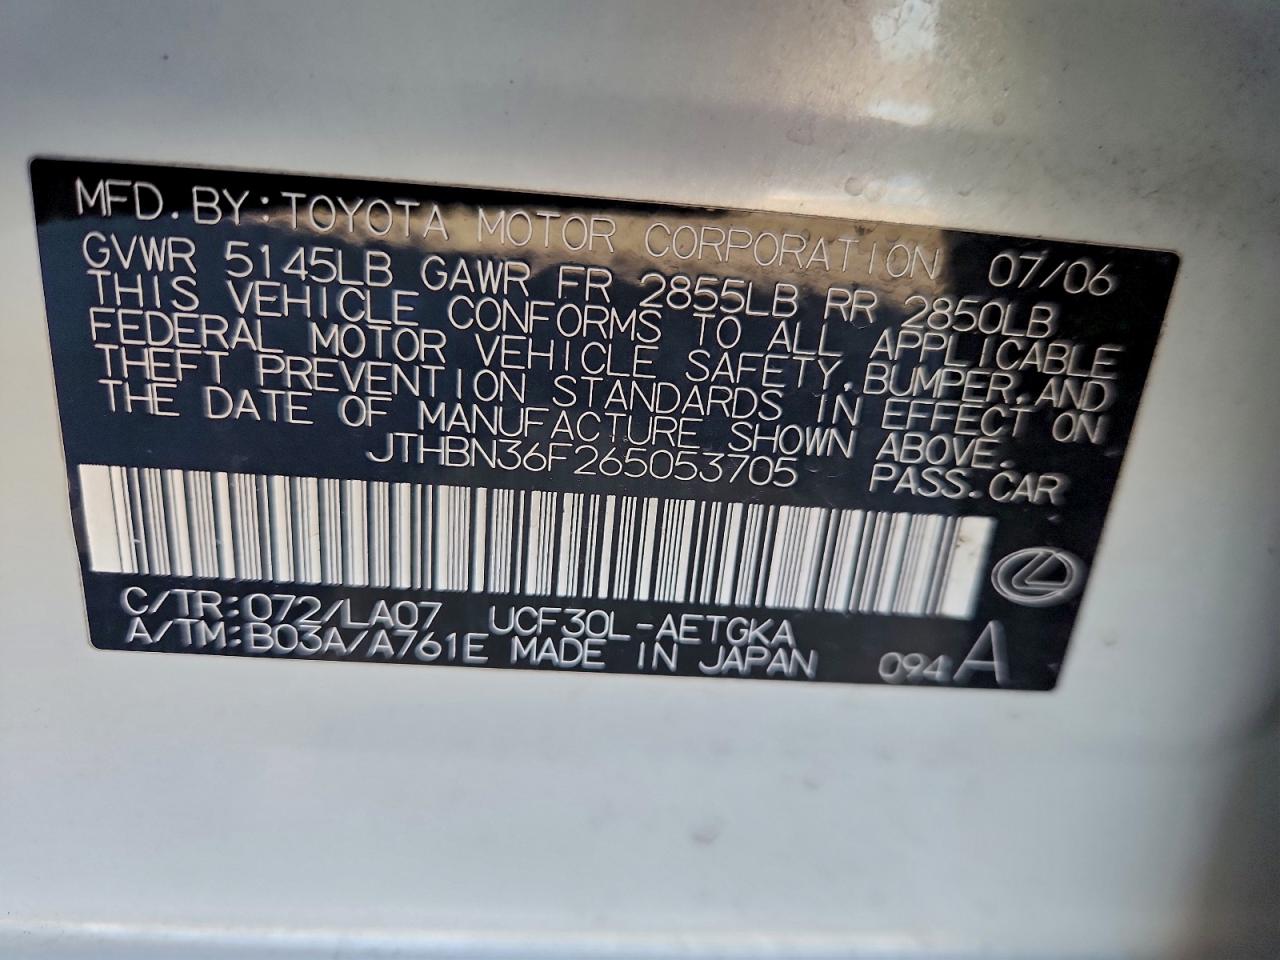 MFD. BY: TOYOTA MOTOR CORPORATION 07/06
GVWR 5145LB GAWR FR 2855LB RR 2850LB
THIS VEHICLE CONFORMS TO ALL APPLICABLE
FEDERAL MOTOR VEHICLE SAFETY, BUMPER, AND
THEFT PREVENTION STANDARDS IN EFFECT ON
THE DATE OF MANUFACTURE SHOWN ABOVE.
JTHBN36F265053705 PASS. CAR
C/TR: 072/LA07 UCF30L-AETGKA
A/TM: B03A/A761E MADE IN JAPAN 094 A